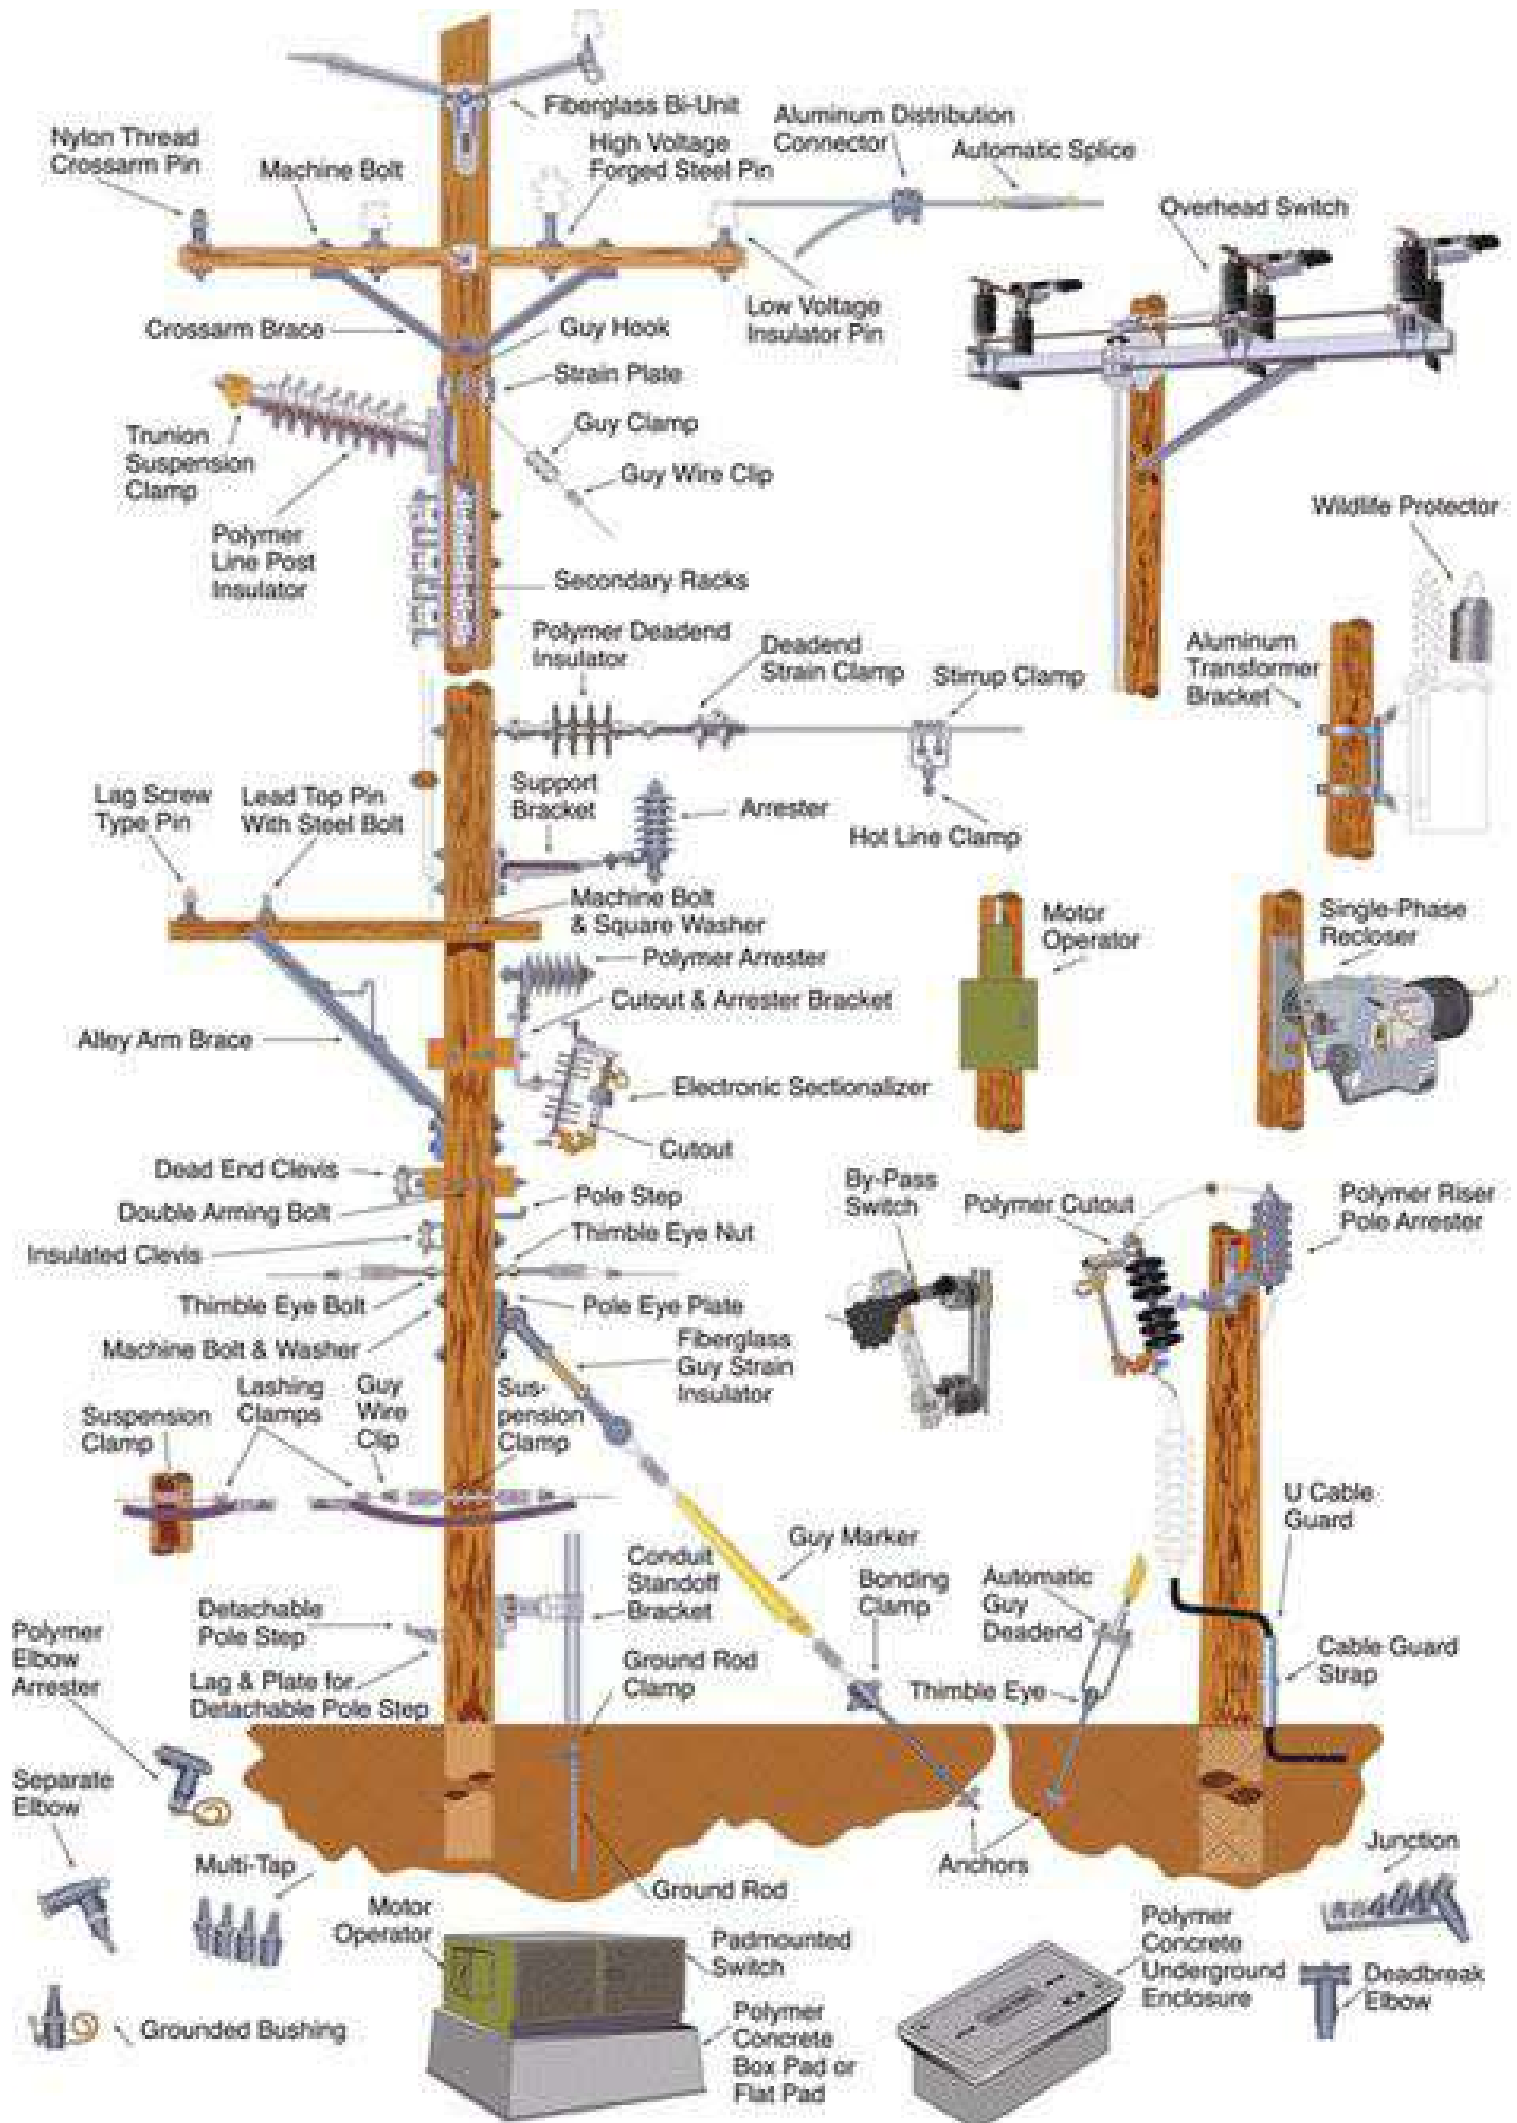 Fiberglass Bi-Unit
Nylon Thread
Crossarm Pin
Machine Bolt
High Voltage
Forged Steel Pin
Aluminum Distribution
Connector
Automatic Splice
Overhead Switch
Crossarm Brace
Guy Hook
Low Voltage
Insulator Pin
Strain Plate
Trunion
Suspension
Clamp
Guy Clamp
Guy Wire Clip
Polymer
Line Post
Insulator
Wildlife Protector
Secondary Racks
Polymer Deadend
Insulator
Deadend
Strain Clamp
Stirrup Clamp
Aluminum
Transformer
Bracket
Lag Screw
Type Pin
Lead Top Pin
With Steel Bolt
Support
Bracket
Arrester
Hot Line Clamp
Machine Bolt
& Square Washer
Motor
Operator
Single-Phase
Recloser
Polymer Arrester
Cutout & Arrester Bracket
Alley Arm Brace
Electronic Sectionalizer
Cutout
Dead End Clevis
Pole Step
By-Pass
Switch
Polymer Cutout
Polymer Riser
Pole Arrester
Double Arming Bolt
Insulated Clevis
Thimble Eye Nut
Thimble Eye Bolt
Pole Eye Plate
Machine Bolt & Washer
Fiberglass
Guy Strain
Insulator
Suspension
Clamp
Lashing
Clamps
Guy
Wire
Clip
Sus-
pension
Clamp
U Cable
Guard
Guy Marker
Conduit
Standoff
Bracket
Bonding
Clamp
Automatic
Guy
Deadend
Detachable
Pole Step
Polymer
Elbow
Arrester
Lag & Plate for
Detachable Pole Step
Ground Rod
Clamp
Thimble Eye
Cable Guard
Strap
Separate
Elbow
Multi-Tap
Ground Rod
Anchors
Junction
Motor
Operator
Padmounted
Switch
Polymer
Concrete
Underground
Enclosure
Deadbreak
Elbow
Grounded Bushing
Polymer
Concrete
Box Pad or
Flat Pad